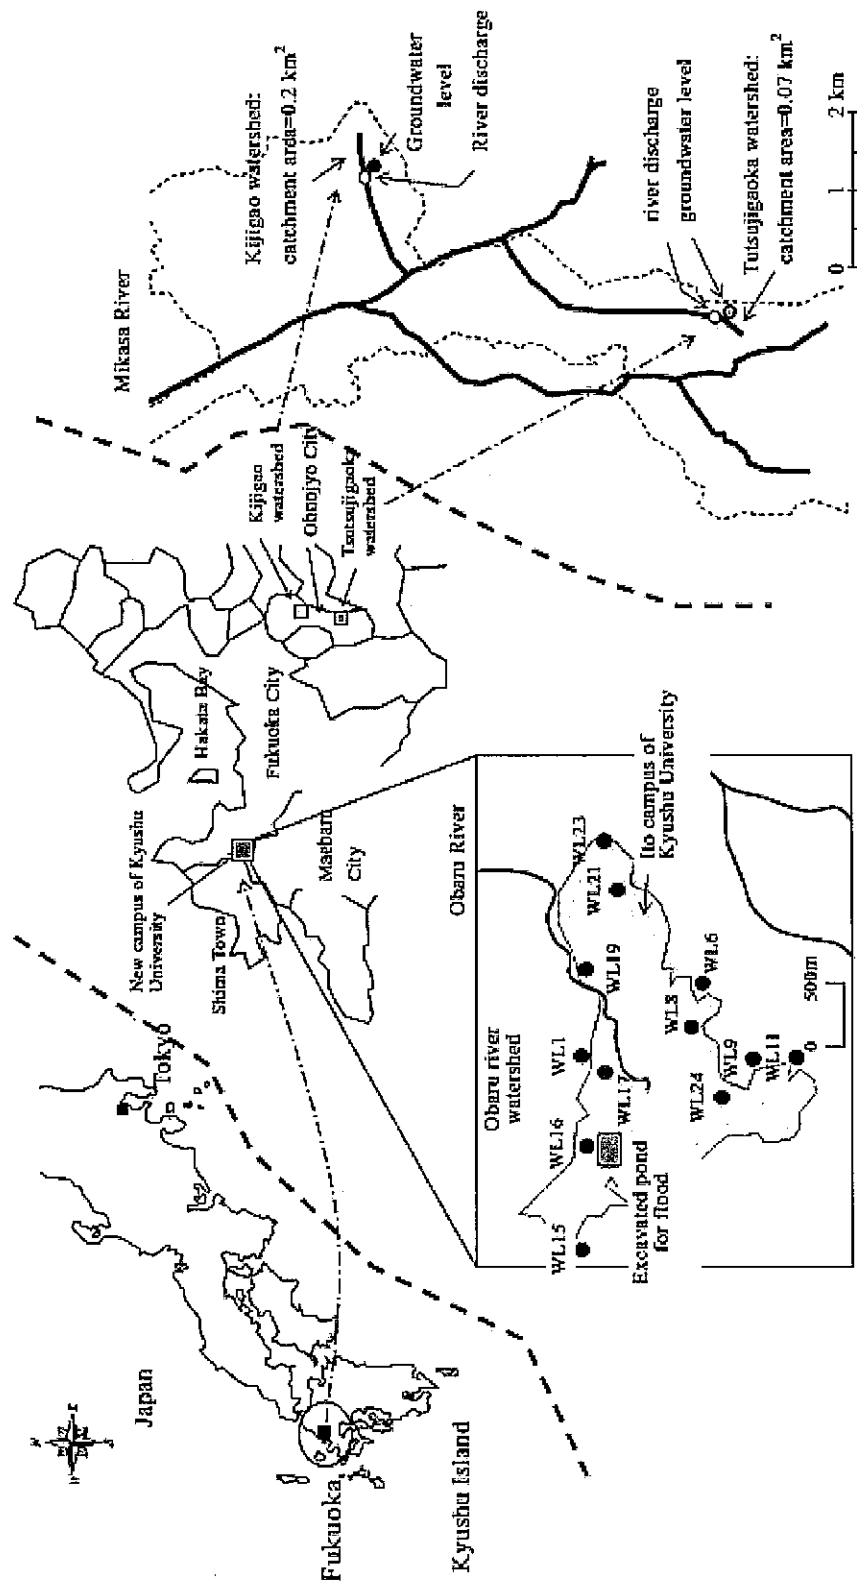 Japan
Tokyo
Fukuoka,
Kyushu Island
New campus of Kyushu
University
Shima Town
Maebaru
City
Hakata Bay
Fukuoka City
Kijigao
watershed
Ohnojyo City
Tsutsujigaoka
watershed
Mikasa River
Kijigao watershed:
catchment area=0.2 km²
Groundwater
level
River discharge
river discharge
groundwater level
Tutsujigaoka watershed:
catchment area=0.07 km²
0 1 2 km
Obaru River
Obaru river
watershed
WL15
WL16
WL1
WL17
WL19
WL21
WL23
Excavated pond
for flood
Ito campus of
Kyushu University
WL24
WL9
WL11
WL8
WL6
0 500m